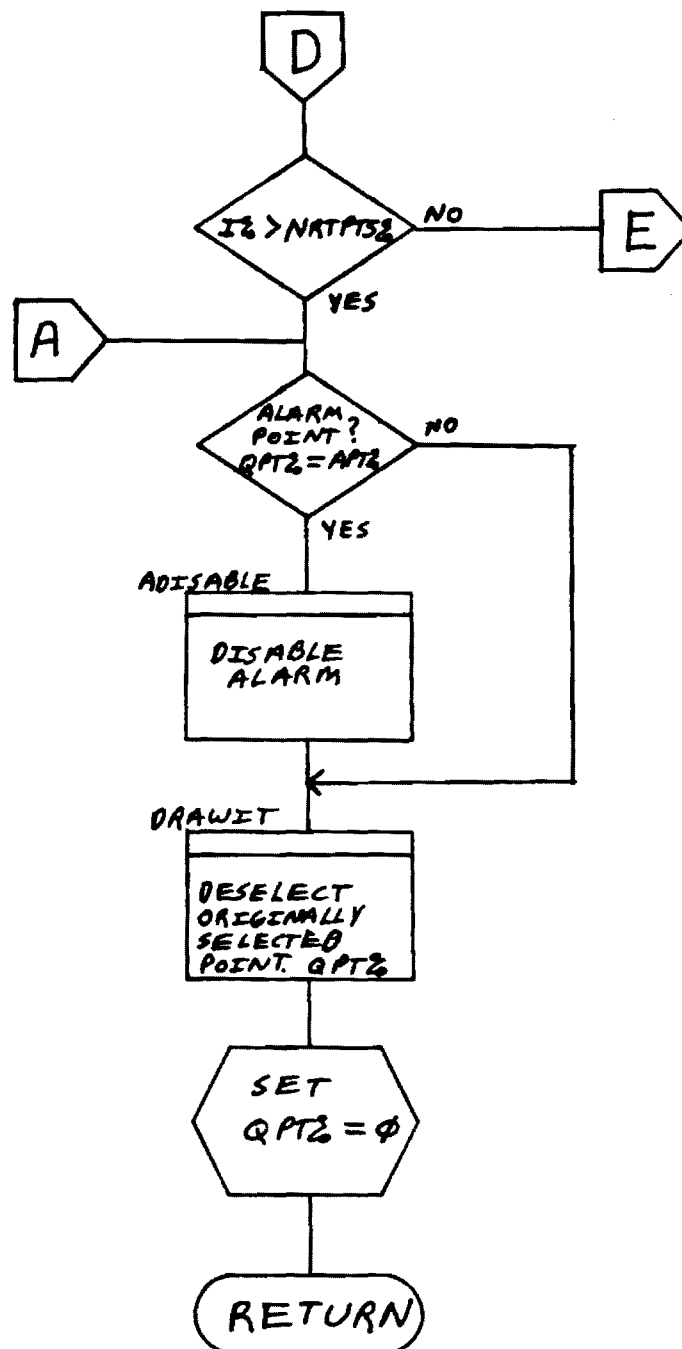 D
I% > NRTPTS%
NO
E
YES
A
ALARM
POINT?
QPT% = APT%
NO
YES
ADISABLE
DISABLE
ALARM
DRAWIT
DESELECT
ORIGINALLY
SELECTED
POINT. QPT%
SET
QPT% = Ø
RETURN